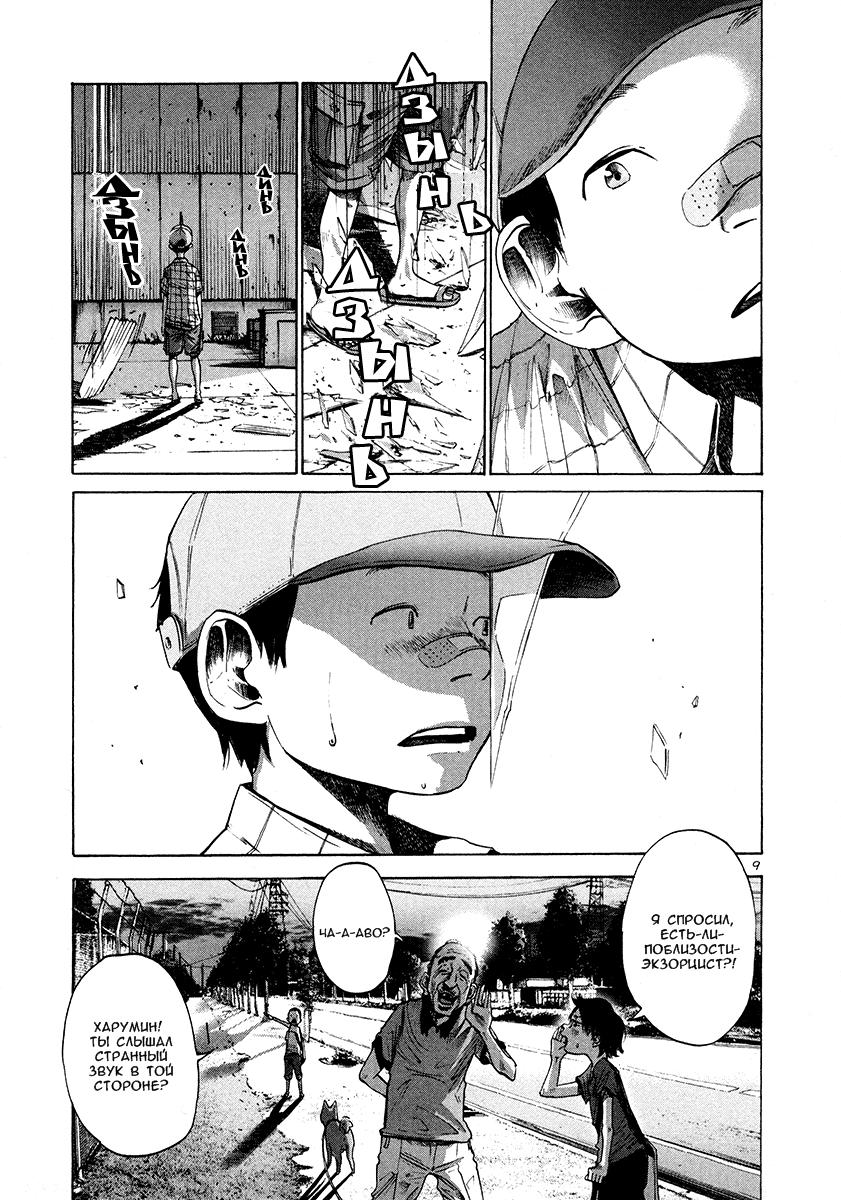 ДЗЫНЬ
ДЗЫНЬ
ДИНЬ
ДИНЬ
ДЗЫНЬ
9
Я СПРОСИЛ,
ЕСТЬ-ЛИ-
ПОБЛИЗОСТИ-
ЭКЗОРЦИСТ?!
ЧА-А-АВО?
ХАРУМИН!
ТЫ СЛЫШАЛ
СТРАННЫЙ
ЗВУК В ТОЙ
СТОРОНЕ?